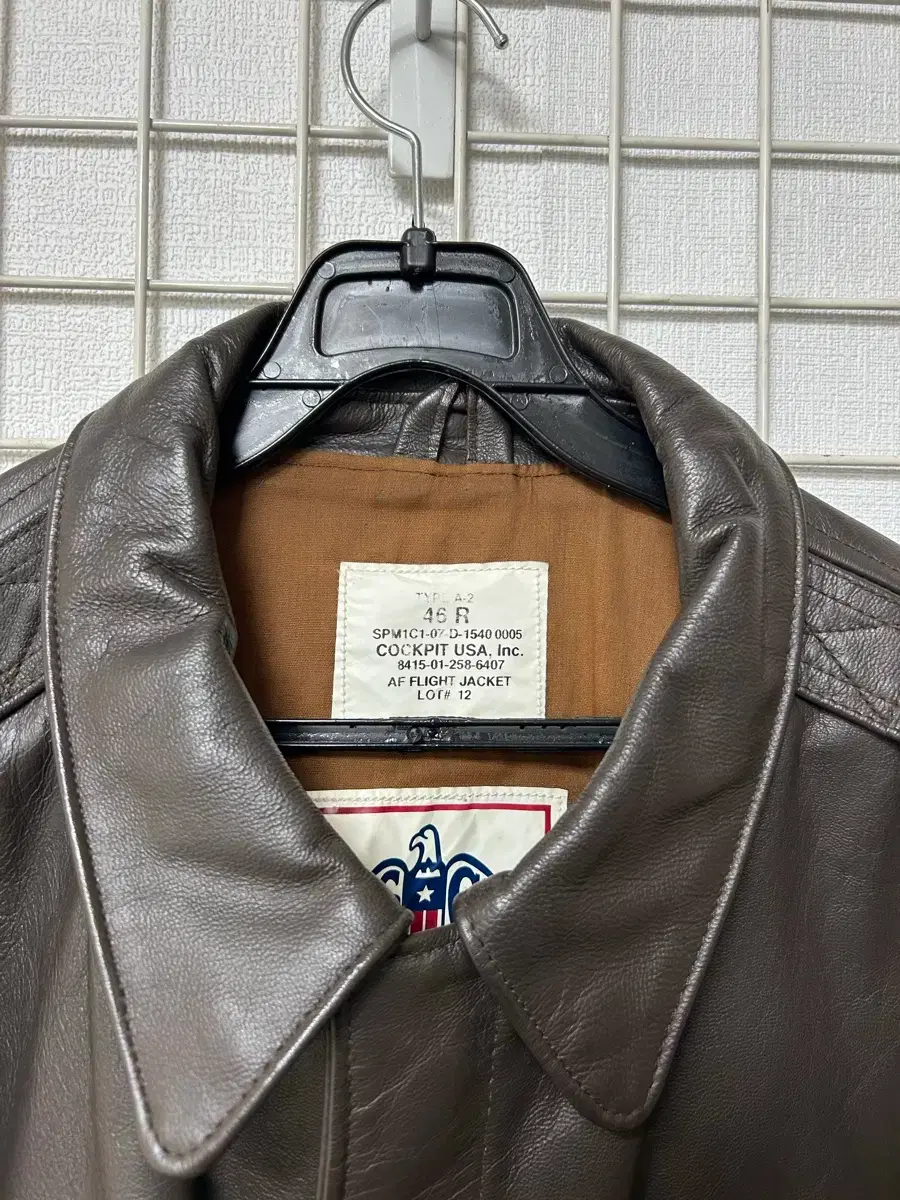 TYPE A-2
46 R
SPM1C1-07-D-1540 0005
COCKPIT USA, Inc.
8415-01-258-6407
AF FLIGHT JACKET
LOT# 12